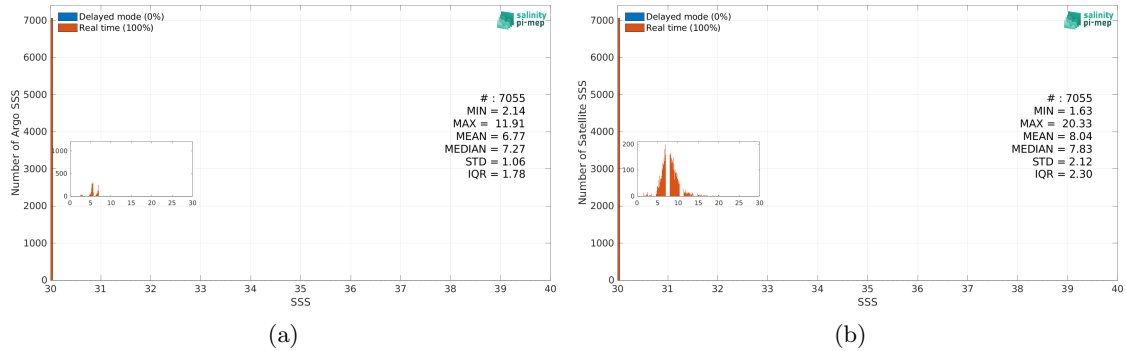 Delayed mode (0%)
Real time (100%)
salinity
pi-mep
7000
6000
5000
4000
3000
2000
1000
0
Number of Argo SSS
# : 7055
MIN = 2.14
MAX = 11.91
MEAN = 6.77
MEDIAN = 7.27
STD = 1.06
IQR = 1.78
1000
500
0
0 5 10 15 20 25 30
30 31 32 33 34 35 36 37 38 39 40
SSS
(a)
Delayed mode (0%)
Real time (100%)
salinity
pi-mep
7000
6000
5000
4000
3000
2000
1000
0
Number of Satellite SSS
# : 7055
MIN = 1.63
MAX = 20.33
MEAN = 8.04
MEDIAN = 7.83
STD = 2.12
IQR = 2.30
200
100
0
0 5 10 15 20 25 30
30 31 32 33 34 35 36 37 38 39 40
SSS
(b)